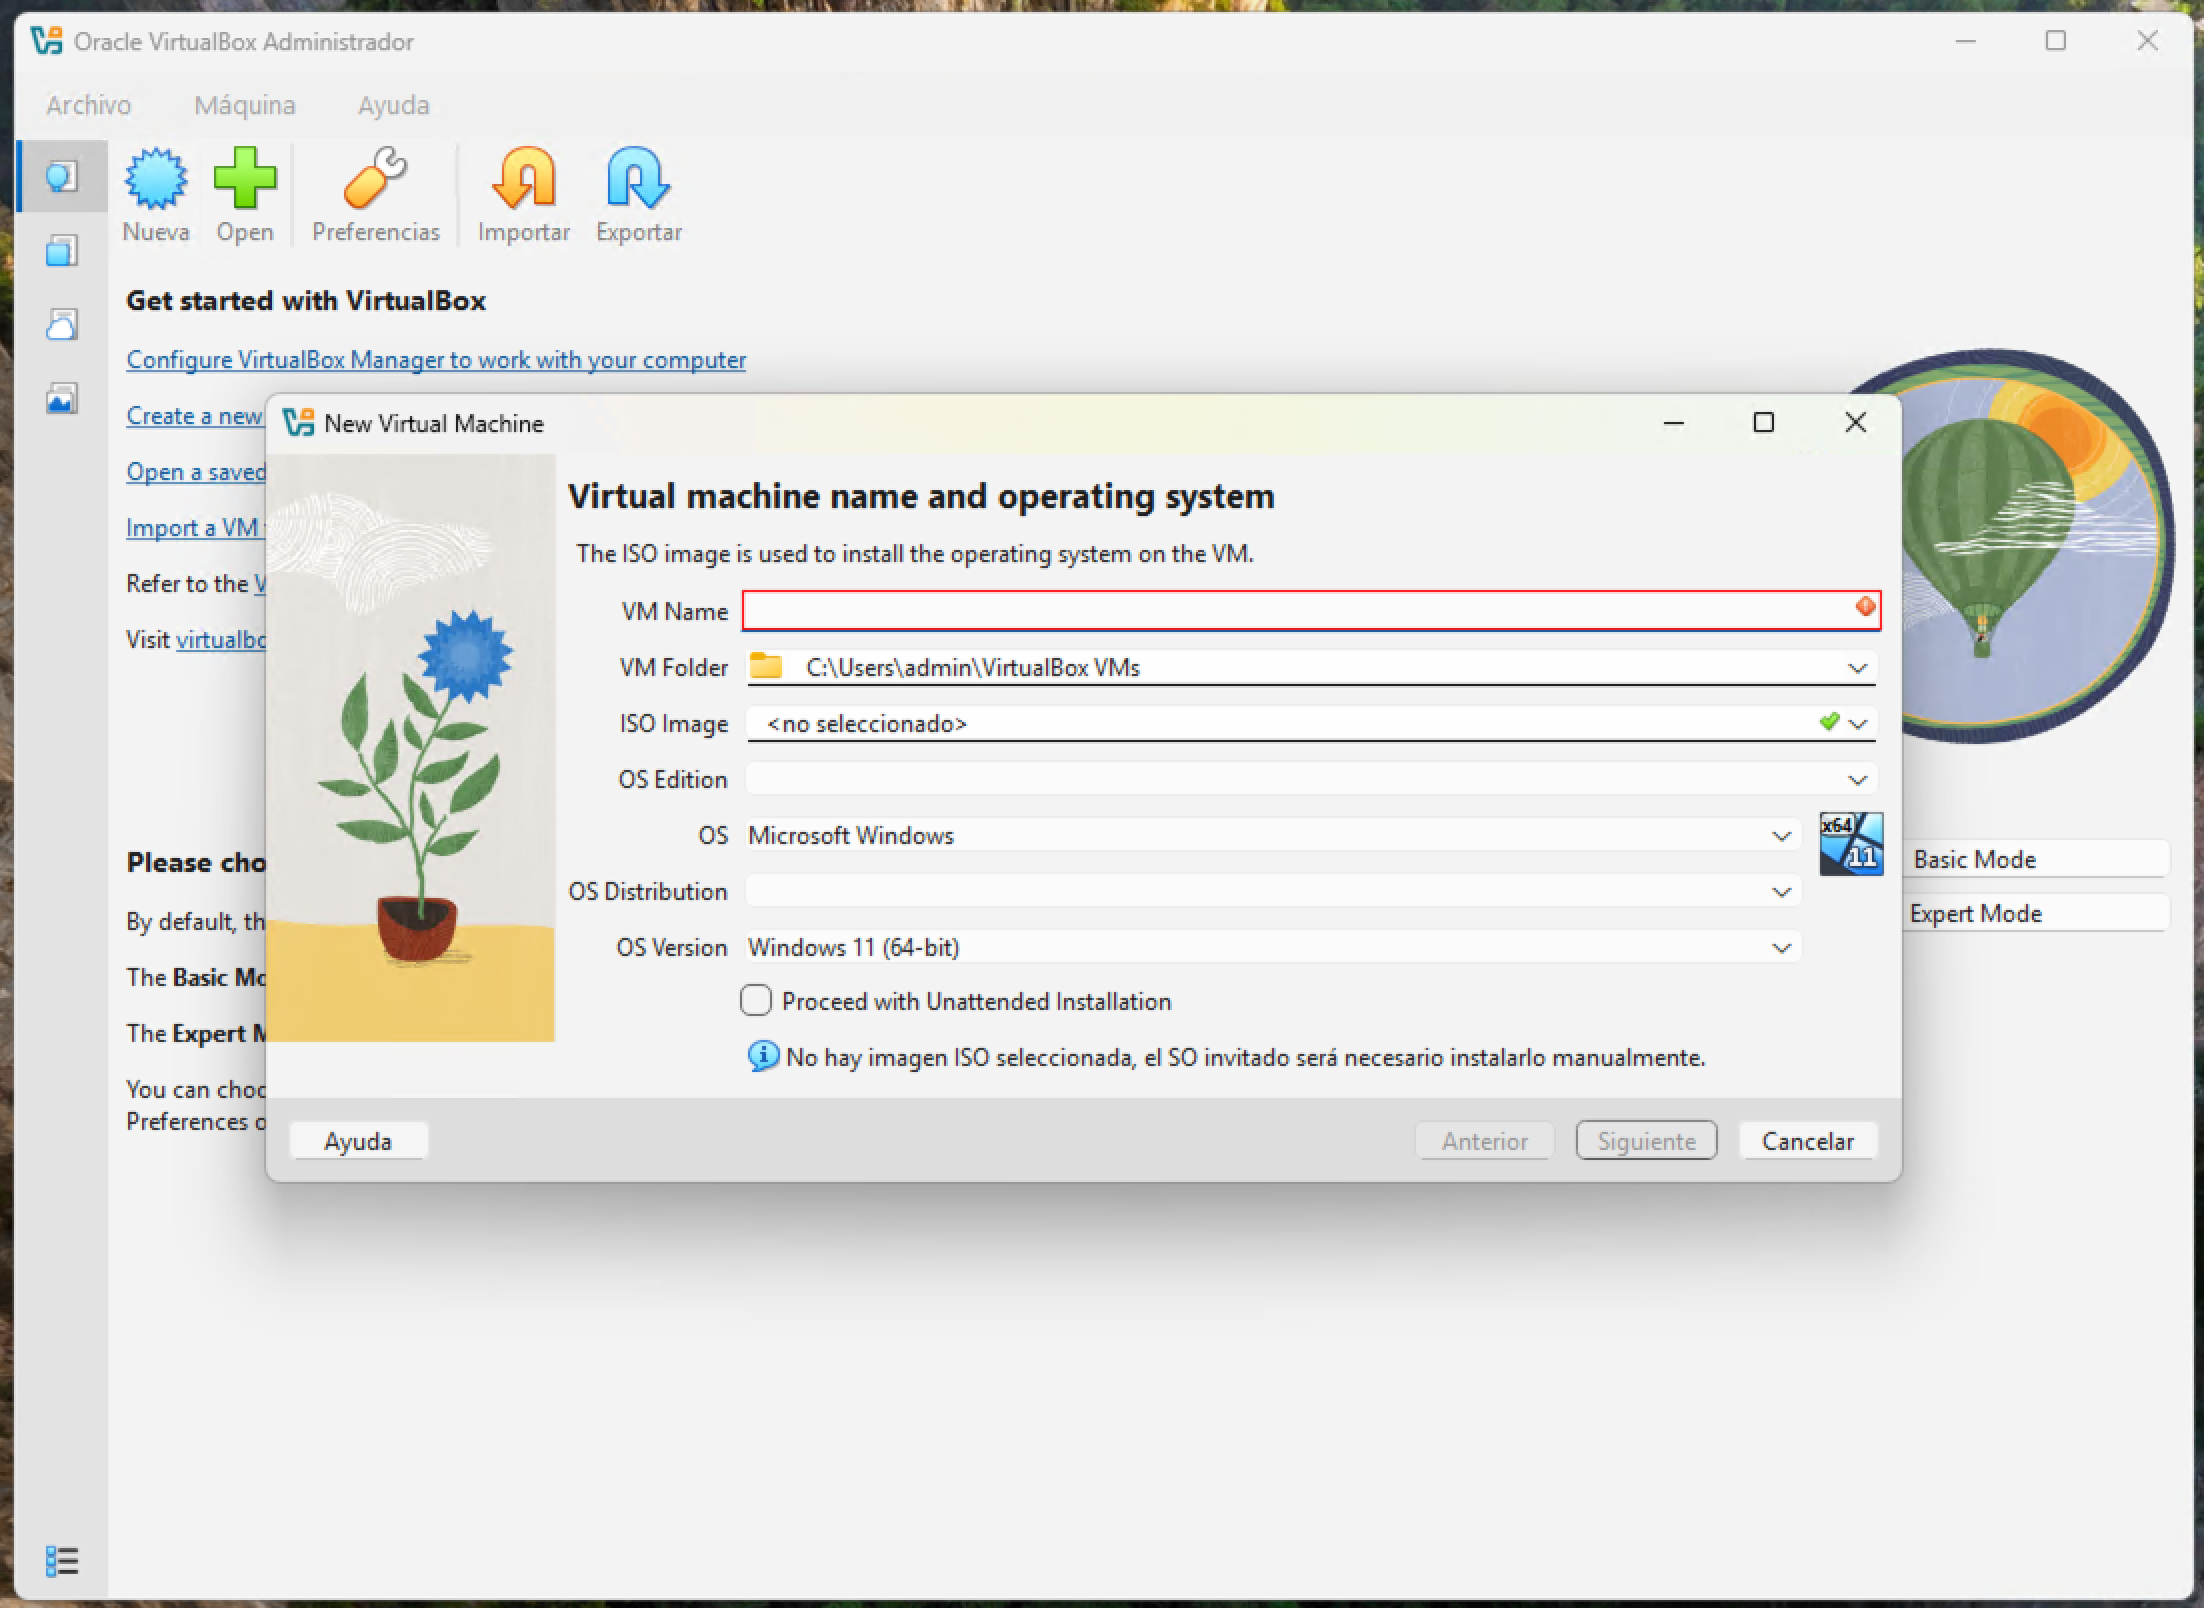 Oracle VirtualBox Administrador
Archivo Máquina Ayuda
Nueva Open Preferencias Importar Exportar
Get started with VirtualBox
Configure VirtualBox Manager to work with your computer
Create a new
Open a saved
Import a VM
Refer to the
Visit virtualbo
Please cho
By default, th
The Basic Mo
The Expert M
You can choo
Preferences o
Basic Mode
Expert Mode
New Virtual Machine
Virtual machine name and operating system
The ISO image is used to install the operating system on the VM.
VM Name
VM Folder C:\Users\admin\VirtualBox VMs
ISO Image <no seleccionado>
OS Edition
OS Microsoft Windows
x64
11
OS Distribution
OS Version Windows 11 (64-bit)
Proceed with Unattended Installation
No hay imagen ISO seleccionada, el SO invitado será necesario instalarlo manualmente.
Ayuda Anterior Siguiente Cancelar